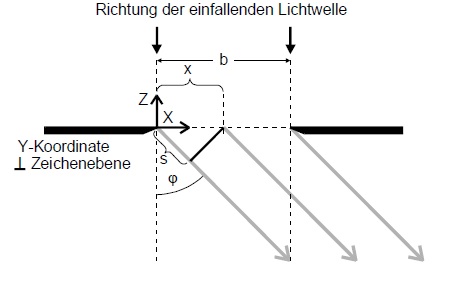 Richtung der einfallenden Lichtwelle
b
x
Z
X
Y-Koordinate
⊥ Zeichenebene
s
φ